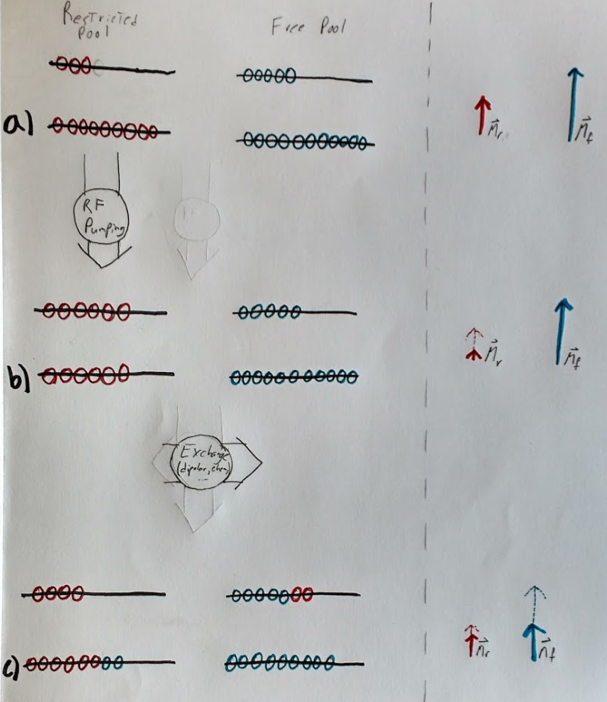 Restricted
Pool
Free Pool
a)
M⃗r
M⃗f
RF
Pumping
b)
M⃗r
M⃗f
Exchange
(dipolar, chem
...
c)
M⃗r
M⃗f